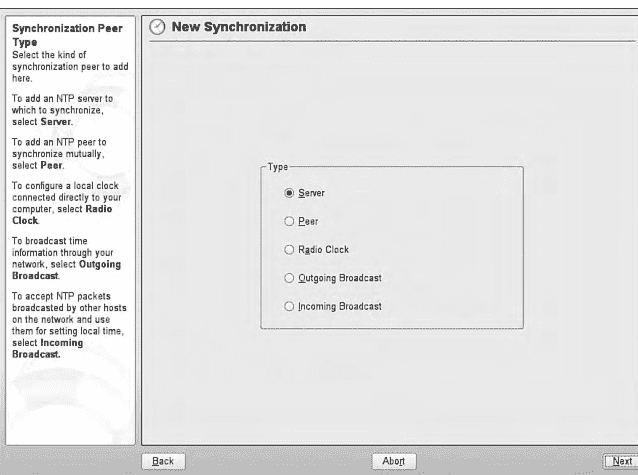 Synchronization Peer
Type
Select the kind of
synchronization peer to add
here.
To add an NTP server to
which to synchronize,
select Server.
To add an NTP peer to
synchronize mutually,
select Peer.
To configure a local clock
connected directly to your
computer, select Radio
Clock.
To broadcast time
information through your
network, select Outgoing
Broadcast.
To accept NTP packets
broadcasted by other hosts
on the network and use
them for setting local time,
select Incoming
Broadcast.
New Synchronization
Type
Server
Peer
Radio Clock
Outgoing Broadcast
Incoming Broadcast
Back
Abort
Next